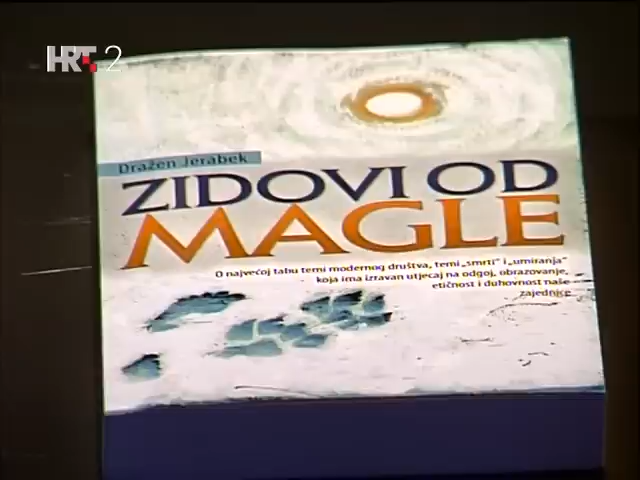 HRT 2
Dražen Jerabek
ZIDOVI OD
MAGLE
O najvećoj tabu temi modernog društva, temi „smrti“ i „umiranja“
koja ima izravan utjecaj na odgoj, obrazovanje,
etičnost i duhovnost naše
zajednice